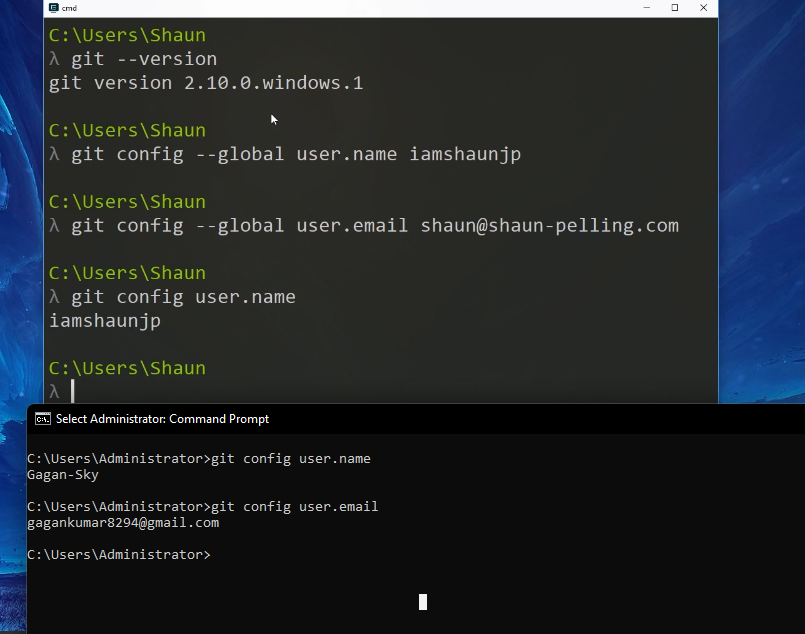 cmd
C:\Users\Shaun
λ git --version
git version 2.10.0.windows.1
C:\Users\Shaun
λ git config --global user.name iamshaunjp
C:\Users\Shaun
λ git config --global user.email shaun@shaun-pelling.com
C:\Users\Shaun
λ git config user.name
iamshaunjp
C:\Users\Shaun
λ
C:\. Select Administrator: Command Prompt
C:\Users\Administrator>git config user.name
Gagan-Sky
C:\Users\Administrator>git config user.email
gagankumar8294@gmail.com
C:\Users\Administrator>